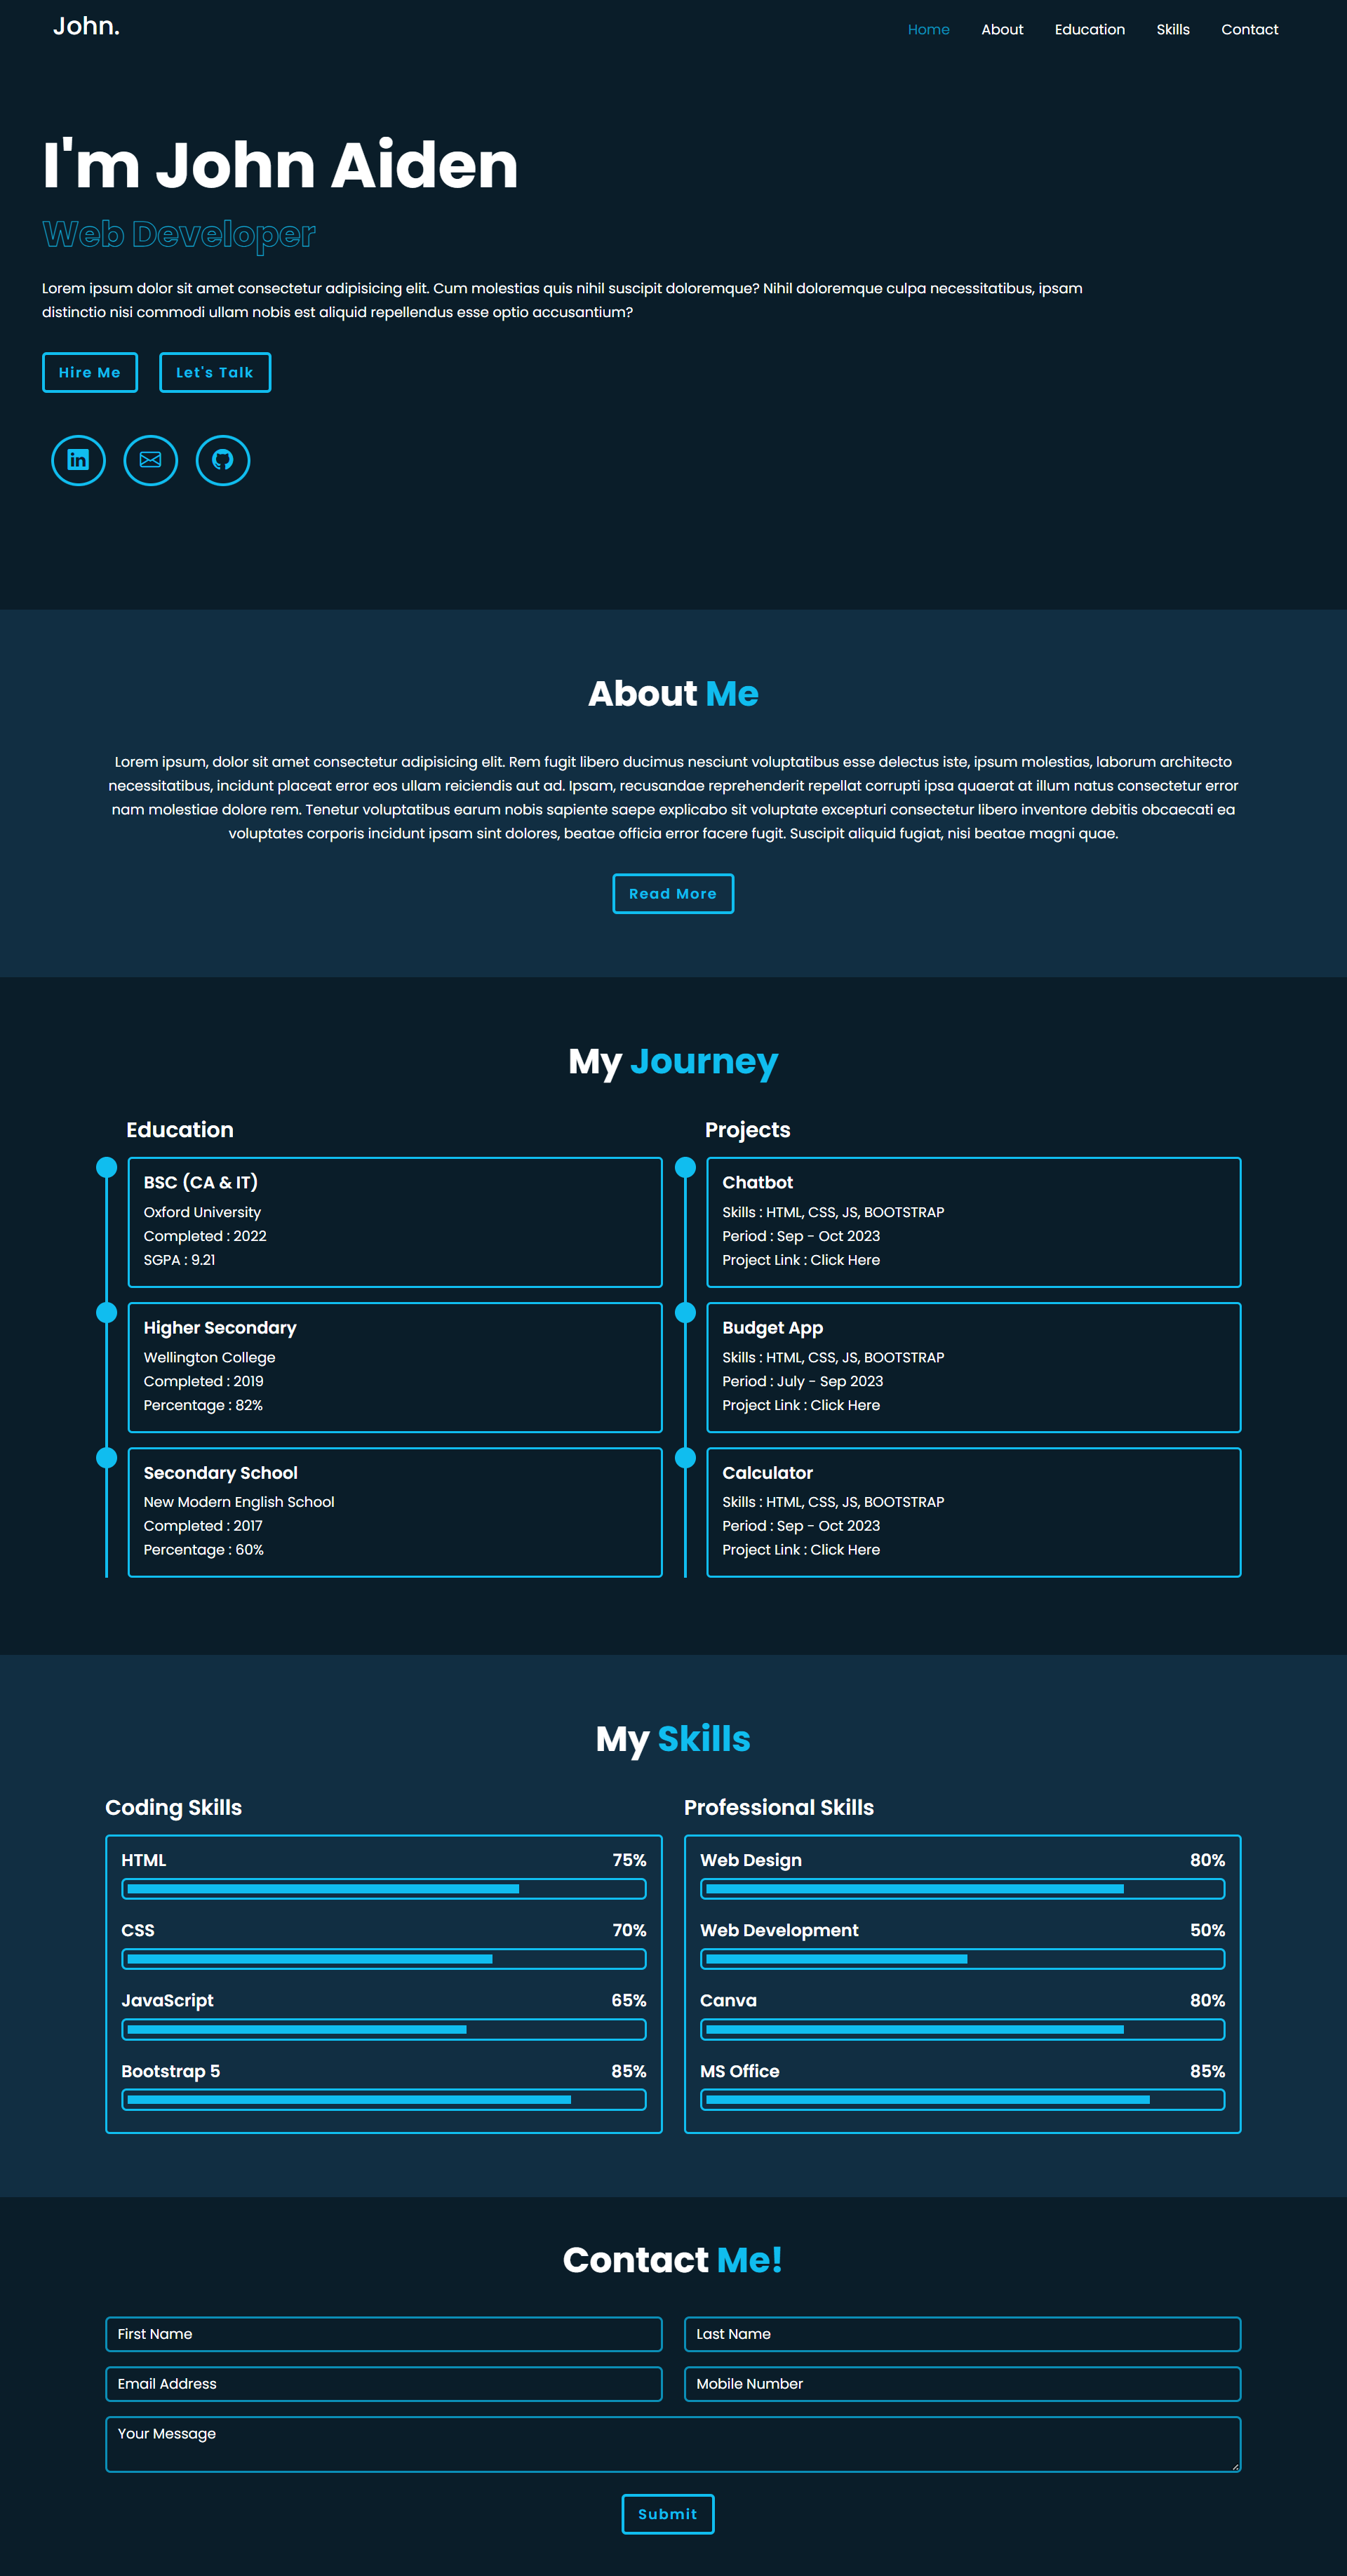 John.
Home About Education Skills Contact
I'm John Aiden
Web Developer
Lorem ipsum dolor sit amet consectetur adipisicing elit. Cum molestias quis nihil suscipit doloremque? Nihil doloremque culpa necessitatibus, ipsam
distinctio nisi commodi ullam nobis est aliquid repellendus esse optio accusantium?
Hire Me Let's Talk
About Me
Lorem ipsum, dolor sit amet consectetur adipisicing elit. Rem fugit libero ducimus nesciunt voluptatibus esse delectus iste, ipsum molestias, laborum architecto
necessitatibus, incidunt placeat error eos ullam reiciendis aut ad. Ipsam, recusandae reprehenderit repellat corrupti ipsa quaerat at illum natus consectetur error
nam molestiae dolore rem. Tenetur voluptatibus earum nobis sapiente saepe explicabo sit voluptate excepturi consectetur libero inventore debitis obcaecati ea
voluptates corporis incidunt ipsam sint dolores, beatae officia error facere fugit. Suscipit aliquid fugiat, nisi beatae magni quae.
Read More
My Journey
Education
BSC (CA & IT)
Oxford University
Completed : 2022
SGPA : 9.21
Higher Secondary
Wellington College
Completed : 2019
Percentage : 82%
Secondary School
New Modern English School
Completed : 2017
Percentage : 60%
Projects
Chatbot
Skills : HTML, CSS, JS, BOOTSTRAP
Period : Sep - Oct 2023
Project Link : Click Here
Budget App
Skills : HTML, CSS, JS, BOOTSTRAP
Period : July - Sep 2023
Project Link : Click Here
Calculator
Skills : HTML, CSS, JS, BOOTSTRAP
Period : Sep - Oct 2023
Project Link : Click Here
My Skills
Coding Skills
HTML 75%
CSS 70%
JavaScript 65%
Bootstrap 5 85%
Professional Skills
Web Design 80%
Web Development 50%
Canva 80%
MS Office 85%
Contact Me!
First Name Last Name
Email Address Mobile Number
Your Message
Submit